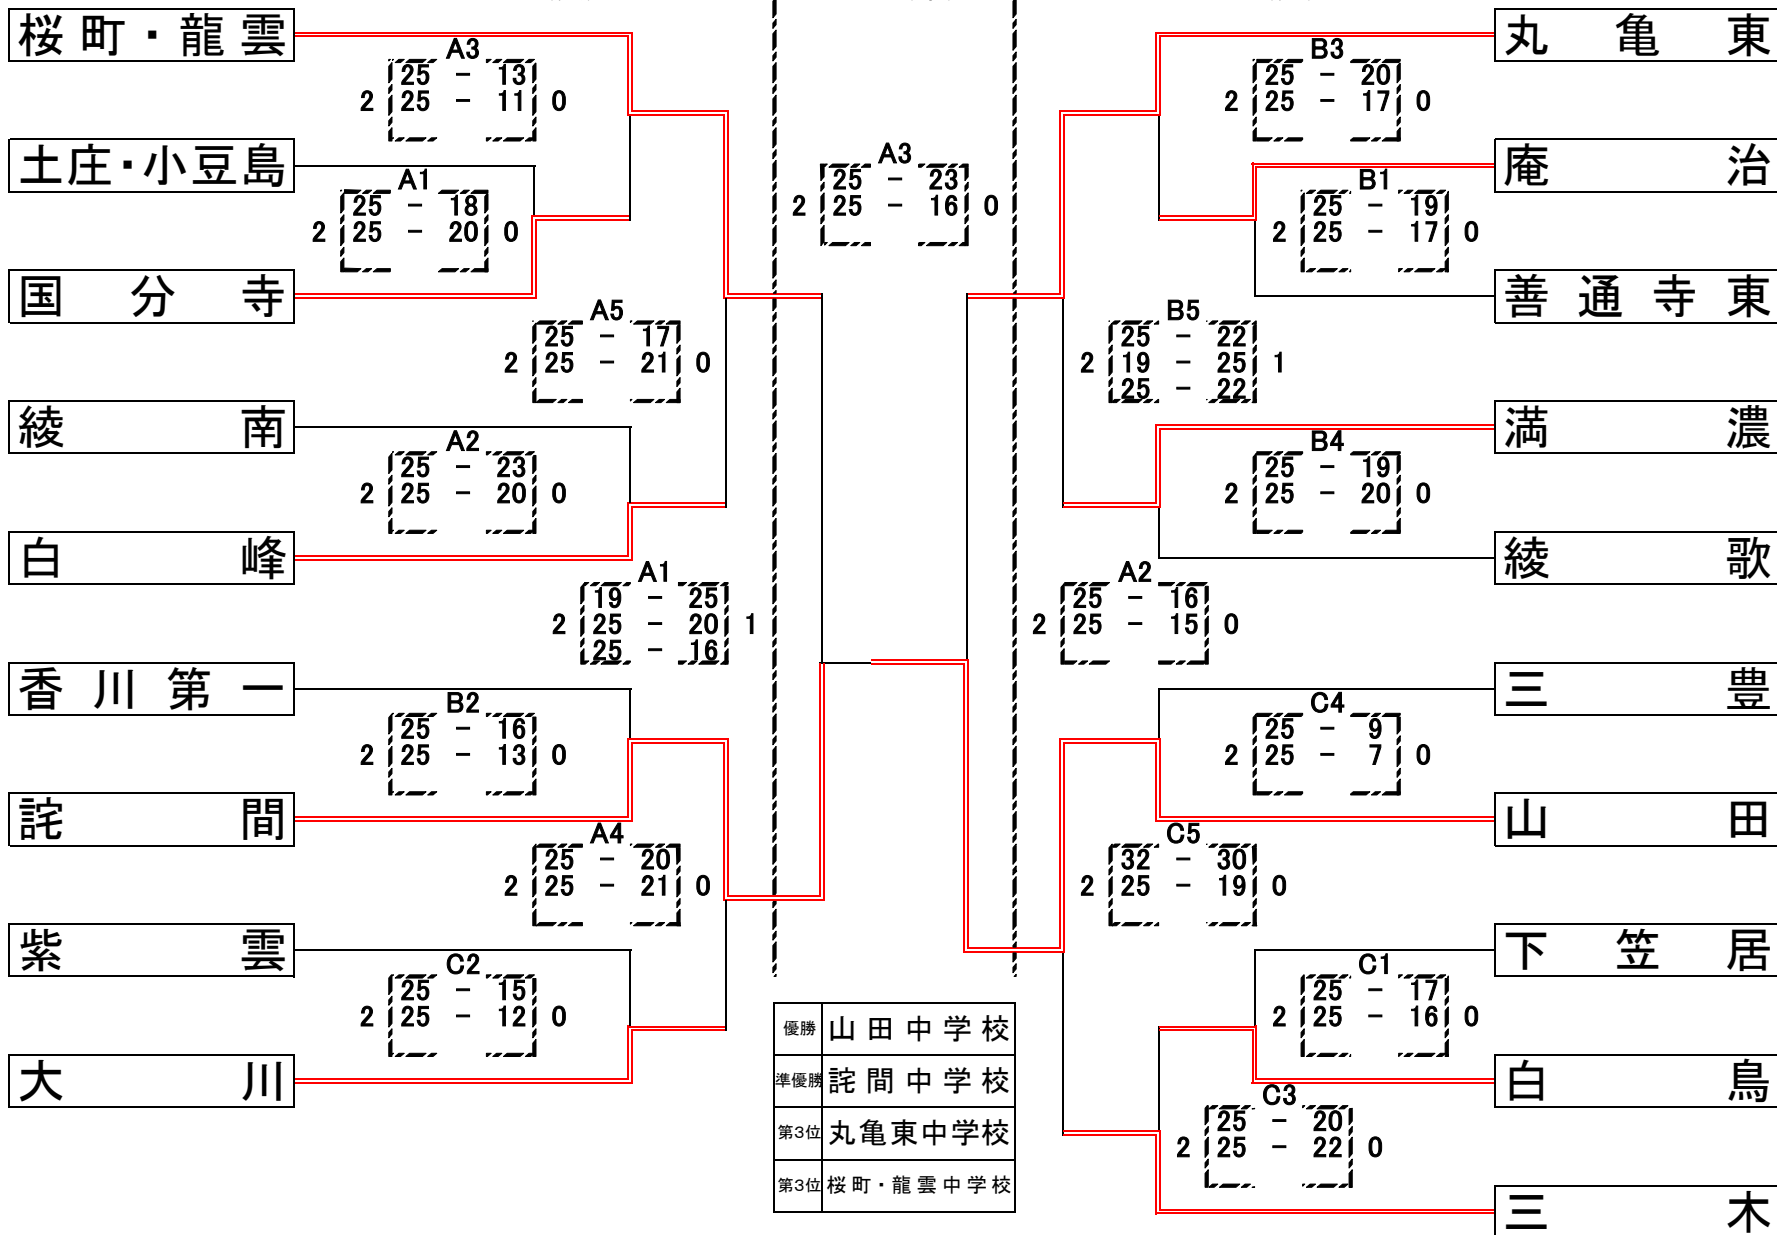 桜町・龍雲
A3
25 - 13
2 25 - 11 0
土庄・小豆島
A1
25 - 18
2 25 - 20 0
国分寺
A5
25 - 17
2 25 - 21 0
綾南
A2
25 - 23
2 25 - 20 0
白峰
A1
19 - 25
2 25 - 20 1
25 - 16
香川第一
B2
25 - 16
2 25 - 13 0
詫間
A4
25 - 20
2 25 - 21 0
紫雲
C2
25 - 15
2 25 - 12 0
大川
A3
25 - 23
2 25 - 16 0
丸亀東
B3
25 - 20
2 25 - 17 0
庵治
B1
25 - 19
2 25 - 17 0
善通寺東
B5
25 - 22
2 19 - 25 1
25 - 22
満濃
B4
25 - 19
2 25 - 20 0
綾歌
A2
25 - 16
2 25 - 15 0
三豊
C4
25 - 9
2 25 - 7 0
山田
C5
32 - 30
2 25 - 19 0
下笠居
C1
25 - 17
2 25 - 16 0
白鳥
C3
25 - 20
2 25 - 22 0
三木
優勝 山田中学校
準優勝 詫間中学校
第3位 丸亀東中学校
第3位 桜町・龍雲中学校